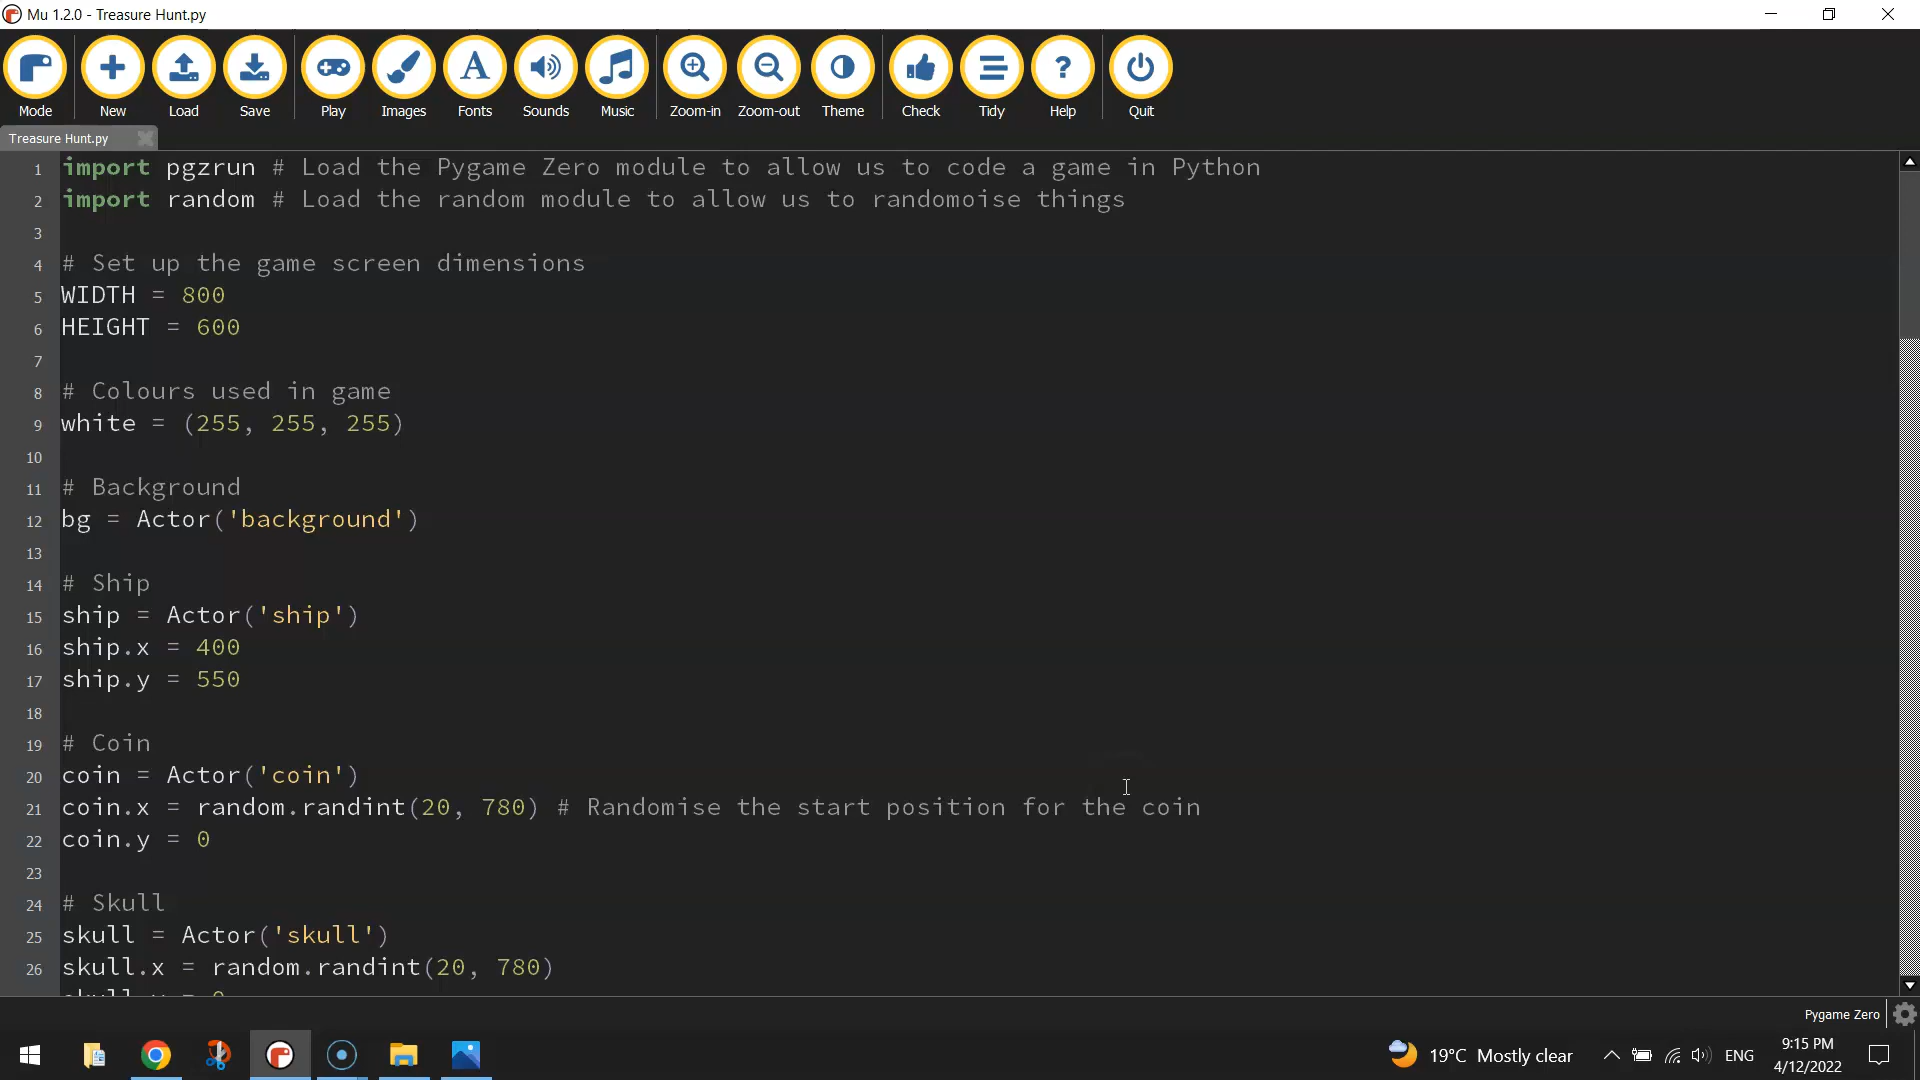 Mu 1.2.0 - Treasure Hunt.py
Mode New Load Save Play Images Fonts Sounds Music Zoom-in Zoom-out Theme Check Tidy Help Quit
Treasure Hunt.py
1 import pgzrun # Load the Pygame Zero module to allow us to code a game in Python
2 import random # Load the random module to allow us to randomoise things
3
4 # Set up the game screen dimensions
5 WIDTH = 800
6 HEIGHT = 600
7
8 # Colours used in game
9 white = (255, 255, 255)
10
11 # Background
12 bg = Actor('background')
13
14 # Ship
15 ship = Actor('ship')
16 ship.x = 400
17 ship.y = 550
18
19 # Coin
20 coin = Actor('coin')
21 coin.x = random.randint(20, 780) # Randomise the start position for the coin
22 coin.y = 0
23
24 # Skull
25 skull = Actor('skull')
26 skull.x = random.randint(20, 780)
Pygame Zero
19°C Mostly clear
ENG
9:15 PM
4/12/2022